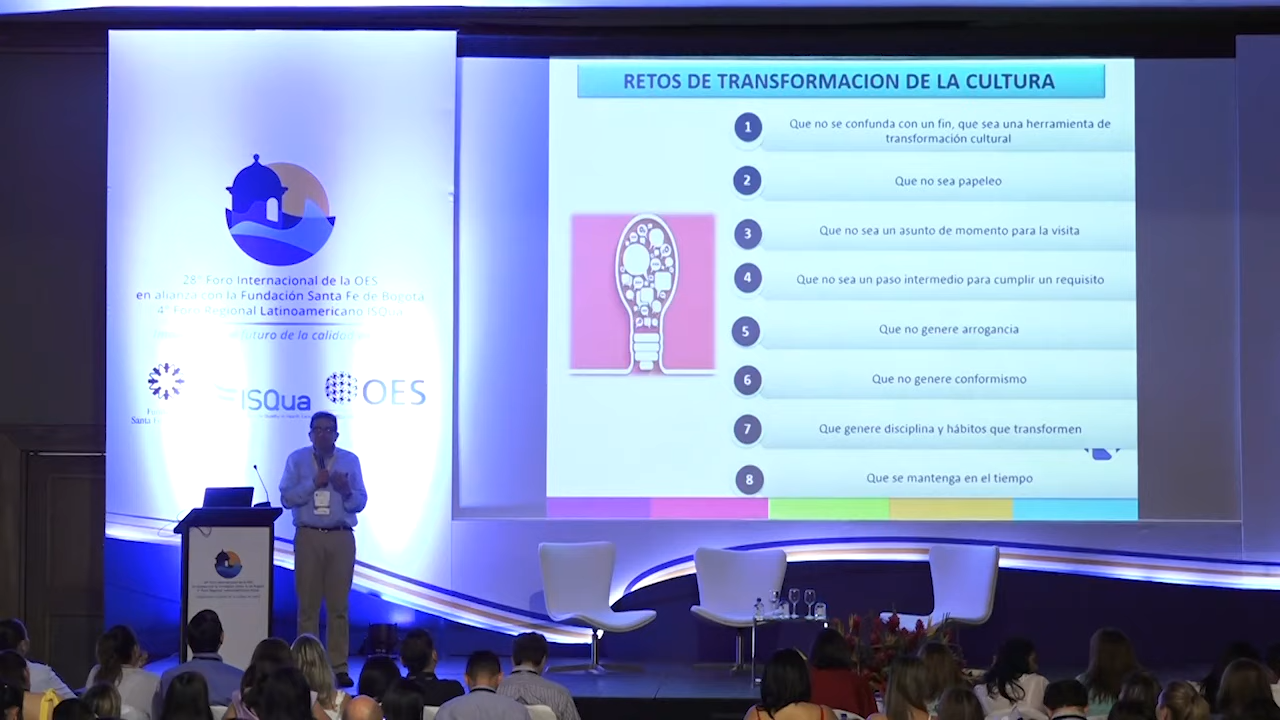 28° Foro Internacional de la OES
en alianza con la Fundación Santa Fe de Bogotá
4° Foro Regional Latinoamericano ISQua
futuro de la calidad
Santa Fe
ISQua
OES
RETOS DE TRANSFORMACION DE LA CULTURA
1
Que no se confunda con un fin, que sea una herramienta de
transformación cultural
2
Que no sea papeleo
3
Que no sea un asunto de momento para la visita
4
Que no sea un paso intermedio para cumplir un requisito
5
Que no genere arrogancia
6
Que no genere conformismo
7
Que genere disciplina y hábitos que transformen
8
Que se mantenga en el tiempo